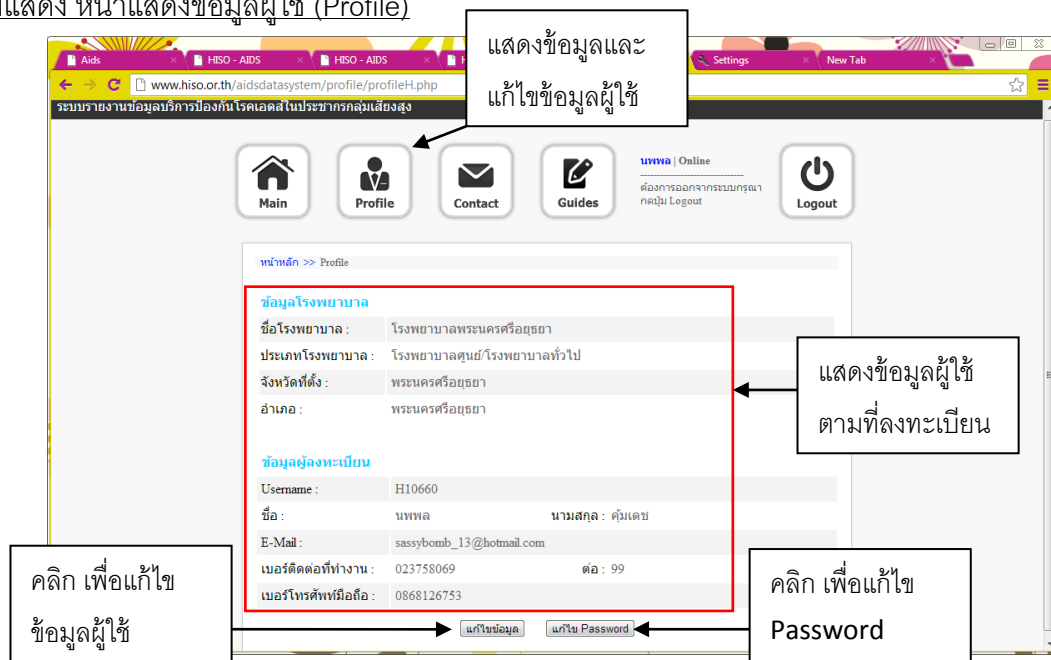 แสดง หน้าแสดงข้อมูลผู้ใช้ (Profile)
แสดงข้อมูลและ
แก้ไขข้อมูลผู้ใช้
Aids
HISO - AIDS
HISO - AIDS
Settings
New Tab
www.hiso.or.th/aidsdatasystem/profile/profileH.php
ระบบรายงานข้อมูลบริการป้องกันโรคเอดส์ในประชากรกลุ่มเสี่ยงสูง
Main
Profile
Contact
Guides
นพพล | Online
ต้องการออกจากระบบกรุณา
กดปุ่ม Logout
Logout
หน้าหลัก >> Profile
ข้อมูลโรงพยาบาล
ชื่อโรงพยาบาล : โรงพยาบาลพระนครศรีอยุธยา
ประเภทโรงพยาบาล : โรงพยาบาลศูนย์/โรงพยาบาลทั่วไป
จังหวัดที่ตั้ง : พระนครศรีอยุธยา
อำเภอ : พระนครศรีอยุธยา
แสดงข้อมูลผู้ใช้
ตามที่ลงทะเบียน
ข้อมูลผู้ลงทะเบียน
Username : H10660
ชื่อ : นพพล นามสกุล : คุ้มเดช
E-Mail : sassybomb_13@hotmail.com
เบอร์ติดต่อที่ทำงาน : 023758069 ต่อ : 99
เบอร์โทรศัพท์มือถือ : 0868126753
คลิก เพื่อแก้ไข
ข้อมูลผู้ใช้
แก้ไขข้อมูล
แก้ไข Password
คลิก เพื่อแก้ไข
Password